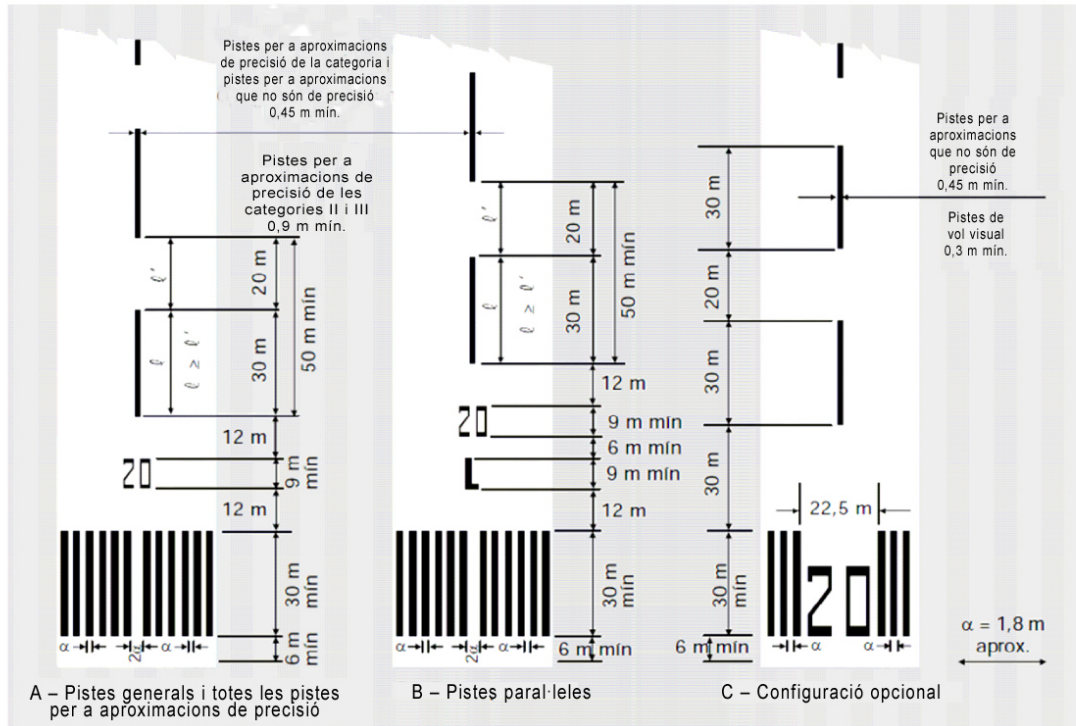 Pistes per a aproximacions
de precisió de la categoria i
pistes per a aproximacions
que no són de precisió
0,45 m mín.
Pistes per a
aproximacions de
precisió de les
categories II i III
0,9 m mín.
ℓ'
20 m
ℓ
ℓ ≥ ℓ'
30 m
50 m mín
12 m
20
9 m
mín
12 m
30 m
mín
6 m
mín
α
2α
α
A – Pistes generals i totes les pistes
per a aproximacions de precisió
ℓ'
20 m
ℓ
ℓ ≥ ℓ'
30 m
50 m mín
12 m
20
9 m mín
6 m mín
L
9 m mín
12 m
30 m
mín
6 m mín
α
2α
α
B – Pistes paral·leles
Pistes per a
aproximacions
que no són de
precisió
0,45 m mín.
Pistes de
vol visual
0,3 m mín.
30 m
20 m
30 m
30 m
22,5 m
30 m
mín
20
6 m mín
α
α
α = 1,8 m
aprox.
C – Configuració opcional